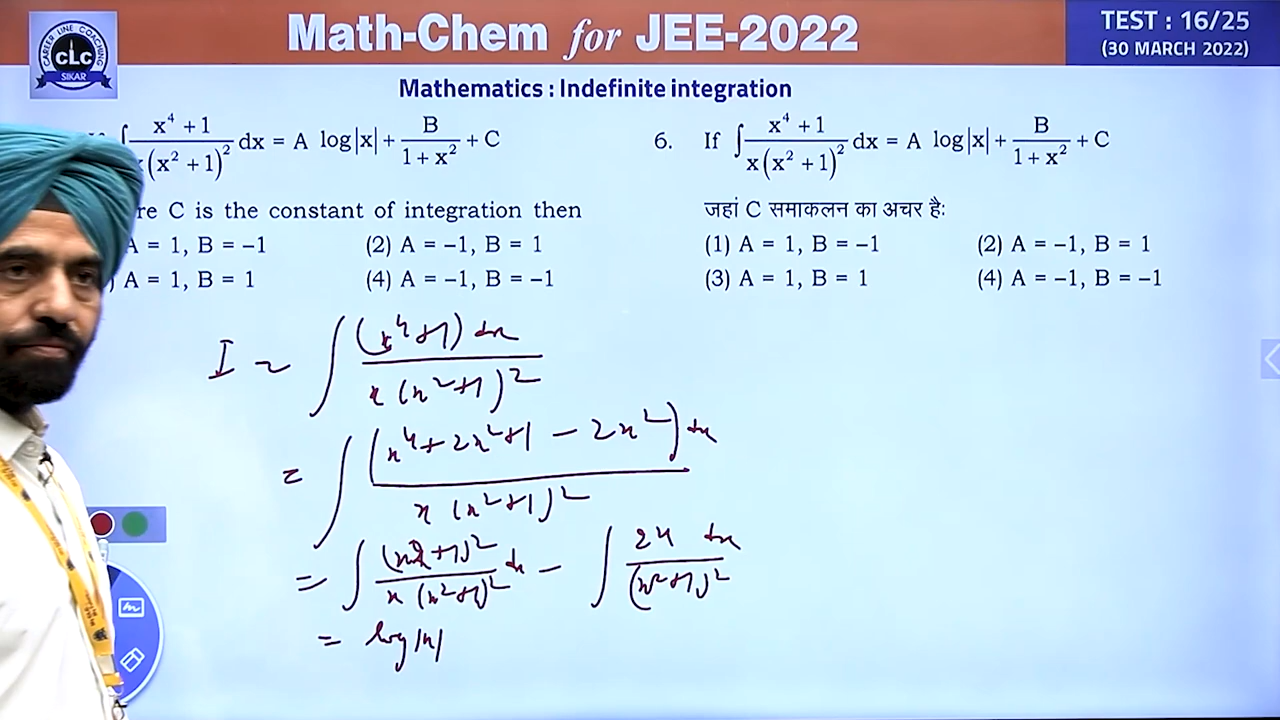 CAREER LINE COACHING
CLC
SIKAR
Math-Chem for JEE-2022
TEST : 16/25
(30 MARCH 2022)
Mathematics : Indefinite integration
∫ (x⁴ + 1)/(x(x² + 1)²) dx = A log|x| + B/(1 + x²) + C
re C is the constant of integration then
A = 1, B = –1 (2) A = –1, B = 1
) A = 1, B = 1 (4) A = –1, B = –1
6. If ∫ (x⁴ + 1)/(x(x² + 1)²) dx = A log|x| + B/(1 + x²) + C
जहां C समाकलन का अचर है:
(1) A = 1, B = –1 (2) A = –1, B = 1
(3) A = 1, B = 1 (4) A = –1, B = –1
I = ∫ (x⁴+1) dx / x(x²+1)²
= ∫ (x⁴+2x²+1 – 2x²) dx / x(x²+1)²
= ∫ (x²+1)² / x(x²+1)² dx – ∫ 2x dx / (x²+1)²
= log|x|